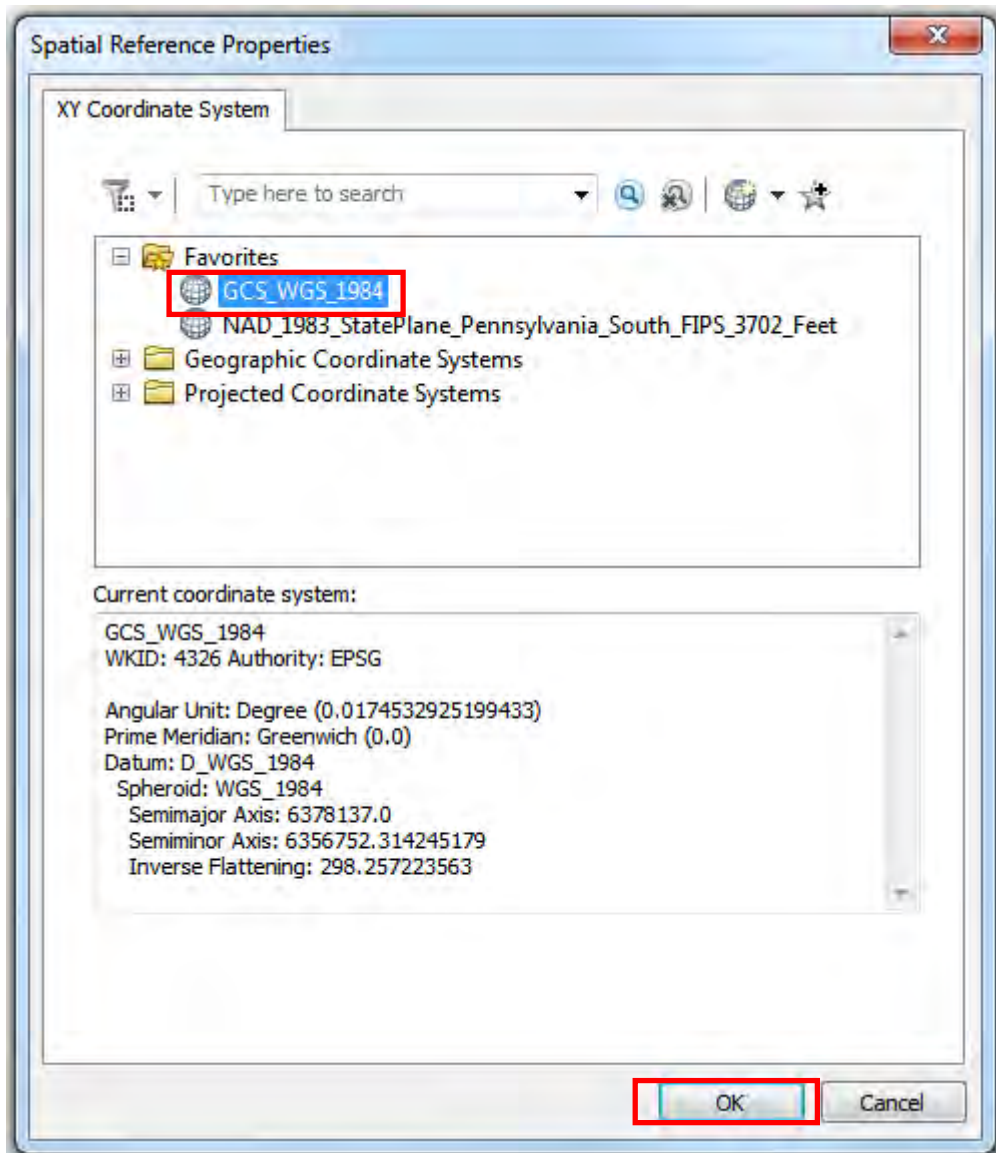 Spatial Reference Properties
XY Coordinate System
Type here to search
Favorites
GCS_WGS_1984
NAD_1983_StatePlane_Pennsylvania_South_FIPS_3702_Feet
Geographic Coordinate Systems
Projected Coordinate Systems
Current coordinate system:
GCS_WGS_1984
WKID: 4326 Authority: EPSG
Angular Unit: Degree (0.0174532925199433)
Prime Meridian: Greenwich (0.0)
Datum: D_WGS_1984
Spheroid: WGS_1984
Semimajor Axis: 6378137.0
Semiminor Axis: 6356752.314245179
Inverse Flattening: 298.257223563
OK Cancel